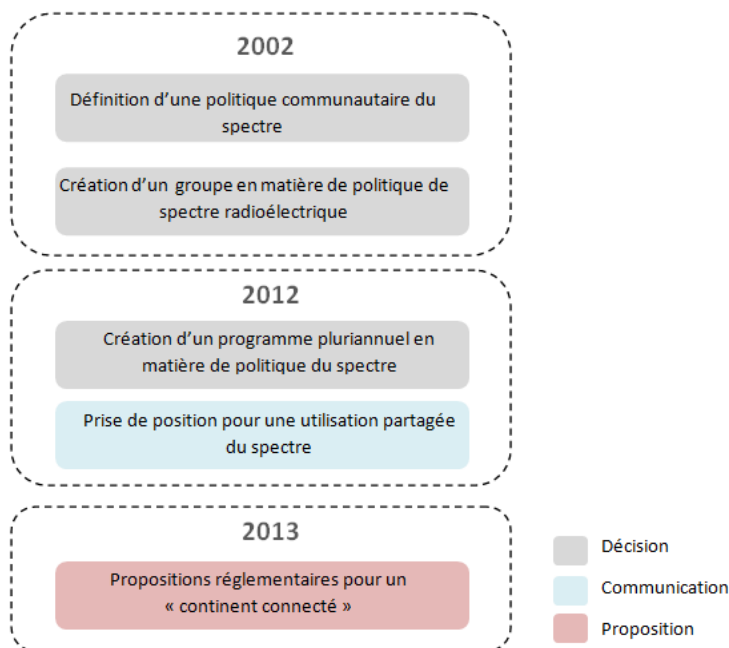 2002
Définition d'une politique communautaire du
spectre
Création d'un groupe en matière de politique de
spectre radioélectrique
2012
Création d'un programme pluriannuel en
matière de politique du spectre
Prise de position pour une utilisation partagée
du spectre
2013
Propositions réglementaires pour un
« continent connecté »
Décision
Communication
Proposition